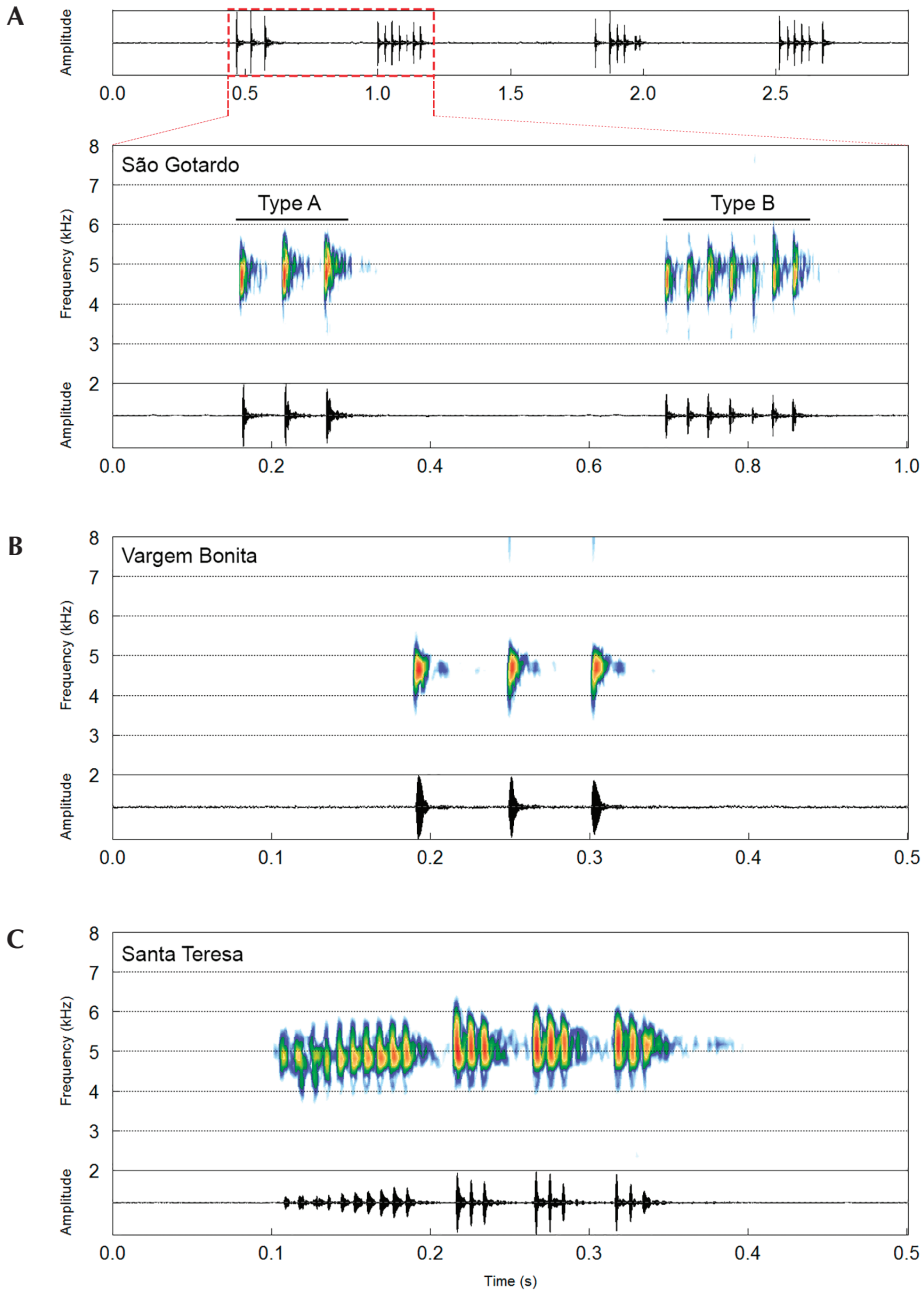 A
Amplitude
0.0 0.5 1.0 1.5 2.0 2.5
8
São Gotardo
7
Type A Type B
6
Frequency (kHz)
5
4
3
2
Amplitude
0.0 0.2 0.4 0.6 0.8 1.0
B
8
Vargem Bonita
7
6
Frequency (kHz)
5
4
3
2
Amplitude
0.0 0.1 0.2 0.3 0.4 0.5
C
8
Santa Teresa
7
6
Frequency (kHz)
5
4
3
2
Amplitude
0.0 0.1 0.2 0.3 0.4 0.5
Time (s)